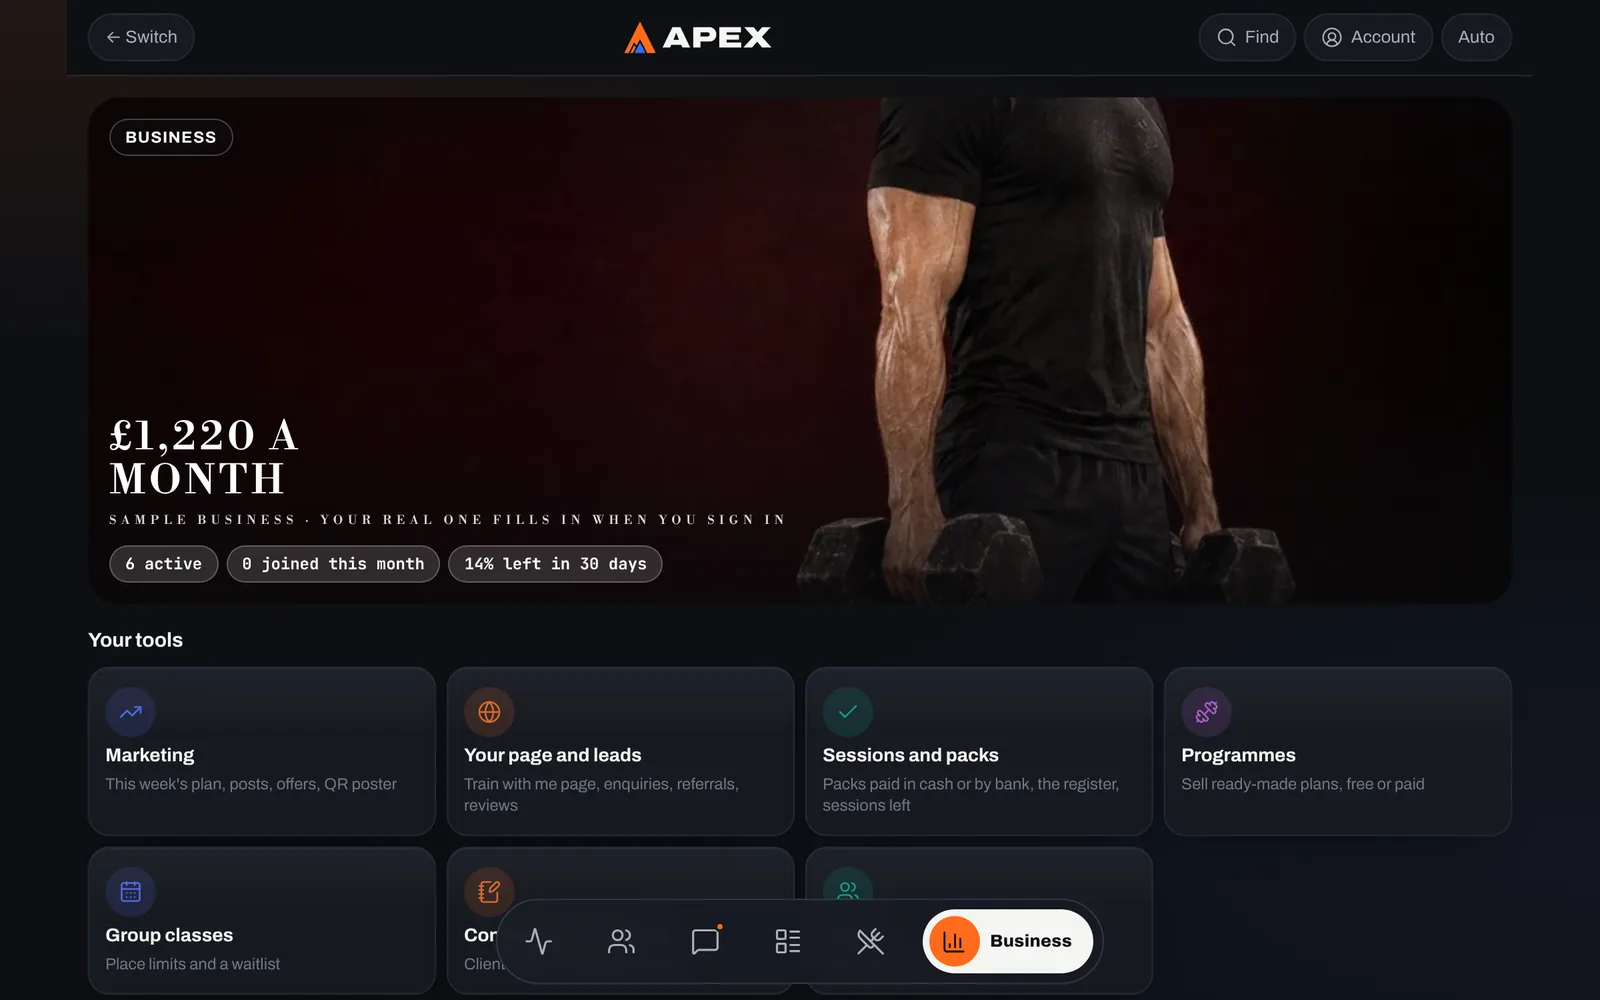 ← Switch
APEX
Find
Account
Auto
BUSINESS
£1,220 A
MONTH
SAMPLE BUSINESS · YOUR REAL ONE FILLS IN WHEN YOU SIGN IN
6 active
0 joined this month
14% left in 30 days
Your tools
Marketing
This week's plan, posts, offers, QR poster
Your page and leads
Train with me page, enquiries, referrals,
reviews
Sessions and packs
Packs paid in cash or by bank, the register,
sessions left
Programmes
Sell ready-made plans, free or paid
Group classes
Place limits and a waitlist
Business